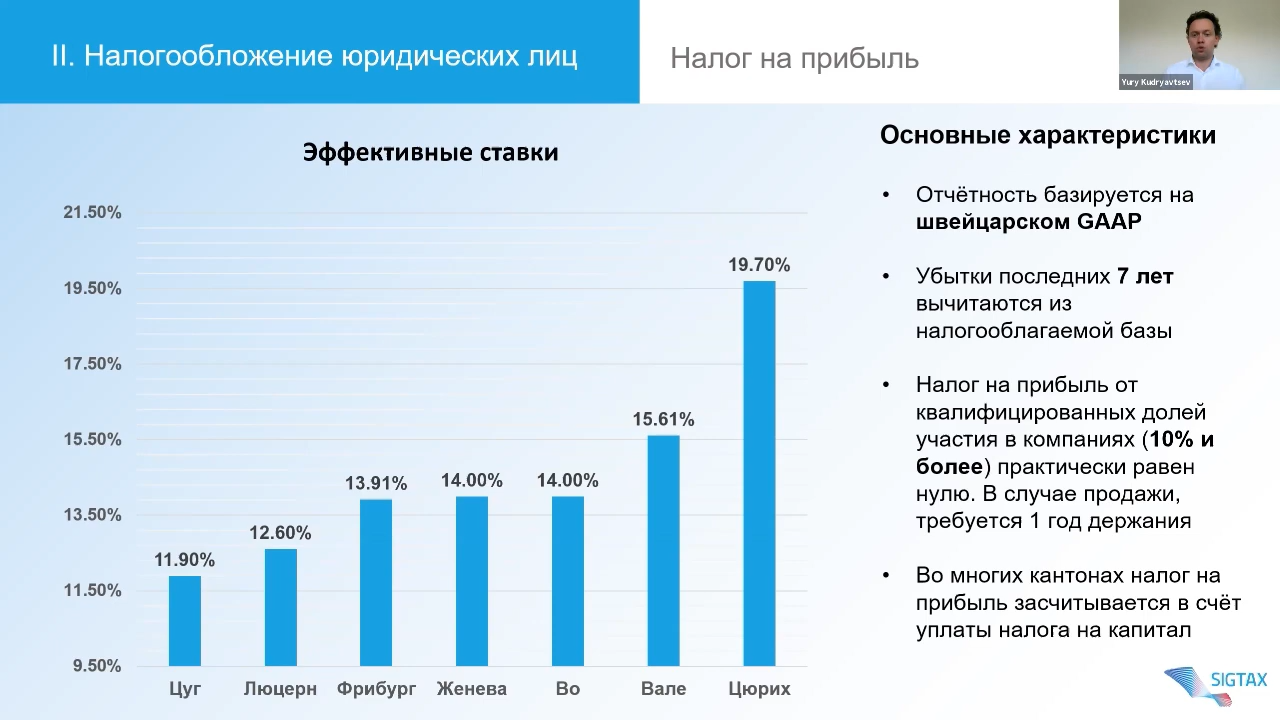 II. Налогообложение юридических лиц
Налог на прибыль
Yury Kudryavtsev
Эффективные ставки
21.50%
19.50%
17.50%
15.50%
13.50%
11.50%
9.50%
11.90%
12.60%
13.91%
14.00%
14.00%
15.61%
19.70%
Цуг
Люцерн
Фрибург
Женева
Во
Вале
Цюрих
Основные характеристики
• Отчётность базируется на
швейцарском GAAP
• Убытки последних 7 лет
вычитаются из
налогооблагаемой базы
• Налог на прибыль от
квалифицированных долей
участия в компаниях (10% и
более) практически равен
нулю. В случае продажи,
требуется 1 год держания
• Во многих кантонах налог на
прибыль засчитывается в счёт
уплаты налога на капитал
SIGTAX